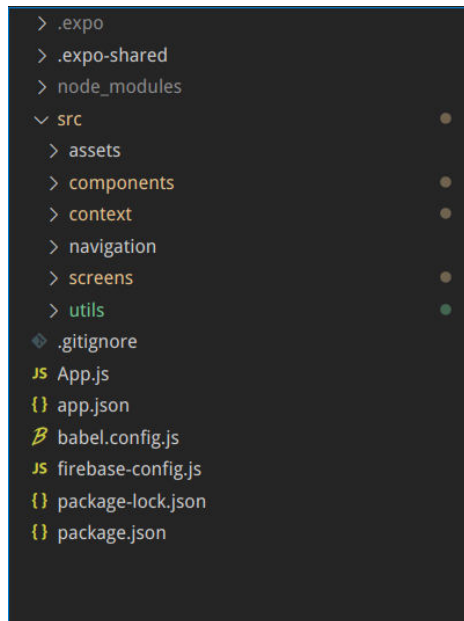 .expo
.expo-shared
node_modules
src
assets
components
context
navigation
screens
utils
.gitignore
JS App.js
{} app.json
B babel.config.js
JS firebase-config.js
{} package-lock.json
{} package.json